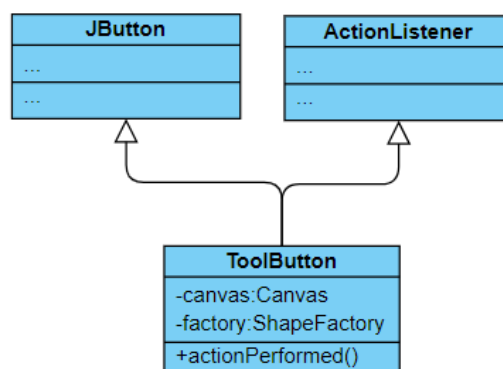 JButton
...
...
ActionListener
...
...
ToolButton
-canvas:Canvas
-factory:ShapeFactory
+actionPerformed()